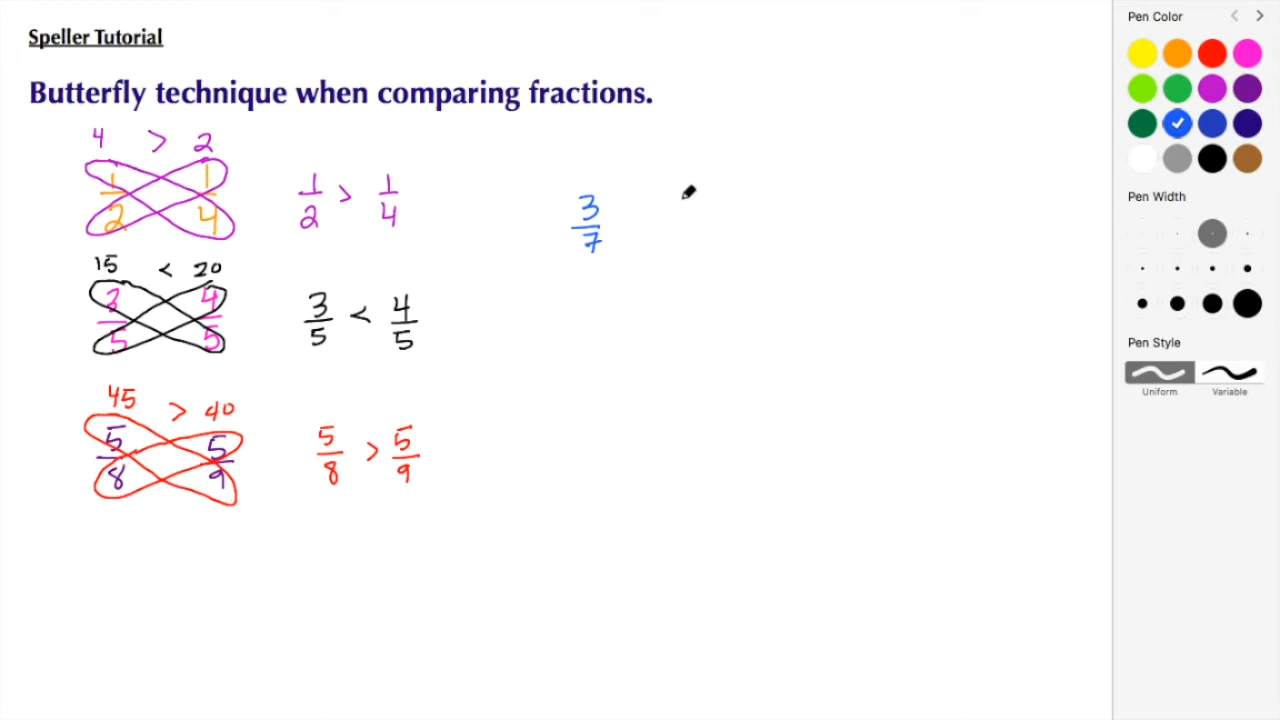 Speller Tutorial
Butterfly technique when comparing fractions.
4 > 2
1/2 1/4
1/2 > 1/4
3/7
15 < 20
3/5 4/5
3/5 < 4/5
45 > 40
5/8 5/9
5/8 > 5/9
Pen Color
Pen Width
Pen Style
Uniform Variable